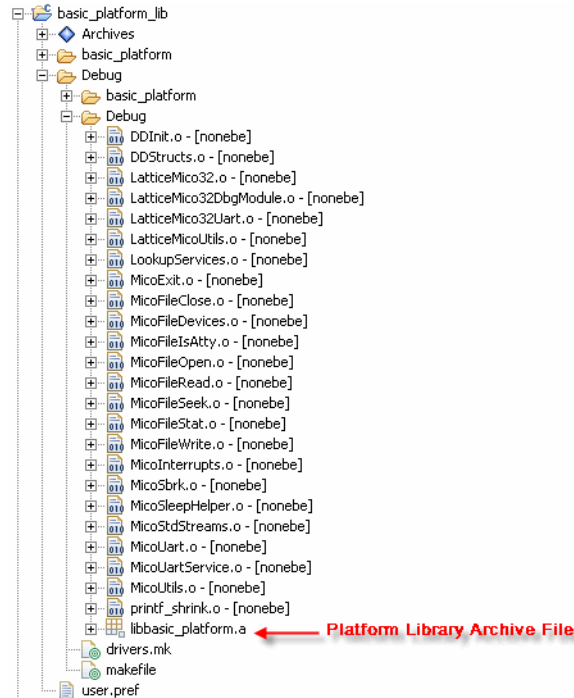 basic_platform_lib
Archives
basic_platform
Debug
basic_platform
Debug
DDInit.o - [nonebe]
DDStructs.o - [nonebe]
LatticeMico32.o - [nonebe]
LatticeMico32DbgModule.o - [nonebe]
LatticeMico32Uart.o - [nonebe]
LatticeMicoUtils.o - [nonebe]
LookupServices.o - [nonebe]
MicoExit.o - [nonebe]
MicoFileClose.o - [nonebe]
MicoFileDevices.o - [nonebe]
MicoFileIsAtty.o - [nonebe]
MicoFileOpen.o - [nonebe]
MicoFileRead.o - [nonebe]
MicoFileSeek.o - [nonebe]
MicoFileStat.o - [nonebe]
MicoFileWrite.o - [nonebe]
MicoInterrupts.o - [nonebe]
MicoSbrk.o - [nonebe]
MicoSleepHelper.o - [nonebe]
MicoStdStreams.o - [nonebe]
MicoUart.o - [nonebe]
MicoUartService.o - [nonebe]
MicoUtils.o - [nonebe]
printf_shrink.o - [nonebe]
libbasic_platform.a Platform Library Archive File
drivers.mk
makefile
user.pref